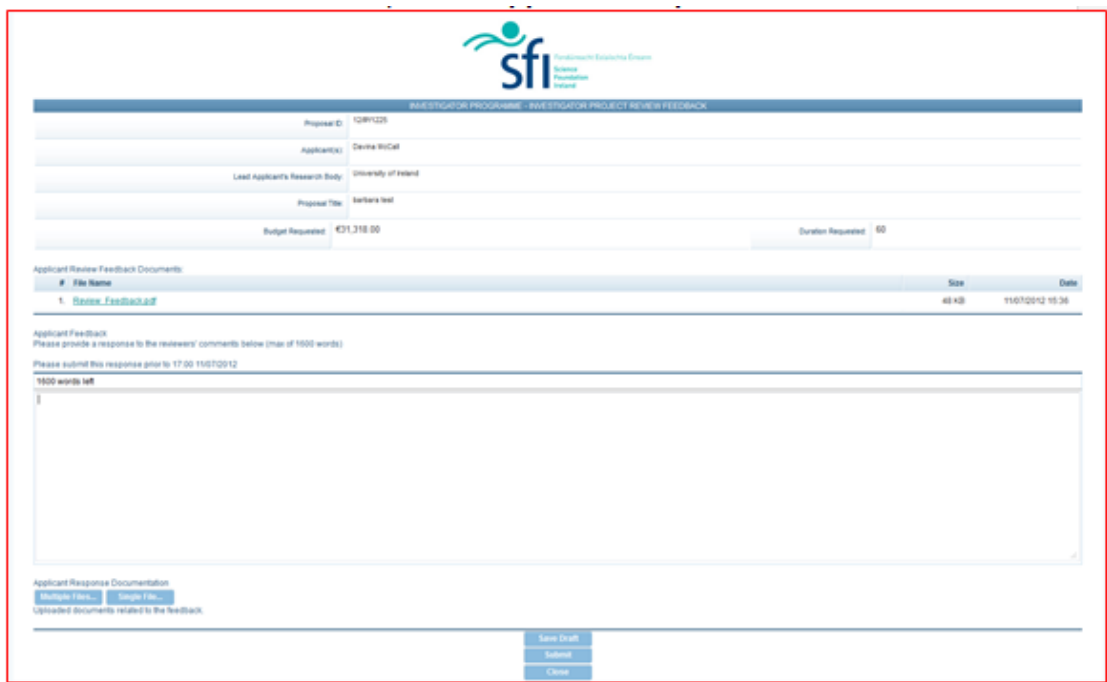 sfi
Fondúireacht Eolaíochta Éireann
Science
Foundation
Ireland
INVESTIGATOR PROGRAMME - INVESTIGATOR PROJECT REVIEW FEEDBACK
Proposal ID:
Applicant(s): Davina McCall
Lead Applicant's Research Body: University of Ireland
Proposal Title: barbara test
Budget Requested: €31,318.00 Duration Requested: 60
Applicant Review Feedback Documents:
# File Name Size Date
1. Review_Feedback.pdf 48 KB 11/07/2012 15:36
Applicant Feedback
Please provide a response to the reviewers' comments below (max of 1600 words)
Please submit this response prior to 17:00 11/07/2012
1600 words left
Applicant Response Documentation
Multiple Files... Single File...
Uploaded documents related to the feedback.
Save Draft
Submit
Close